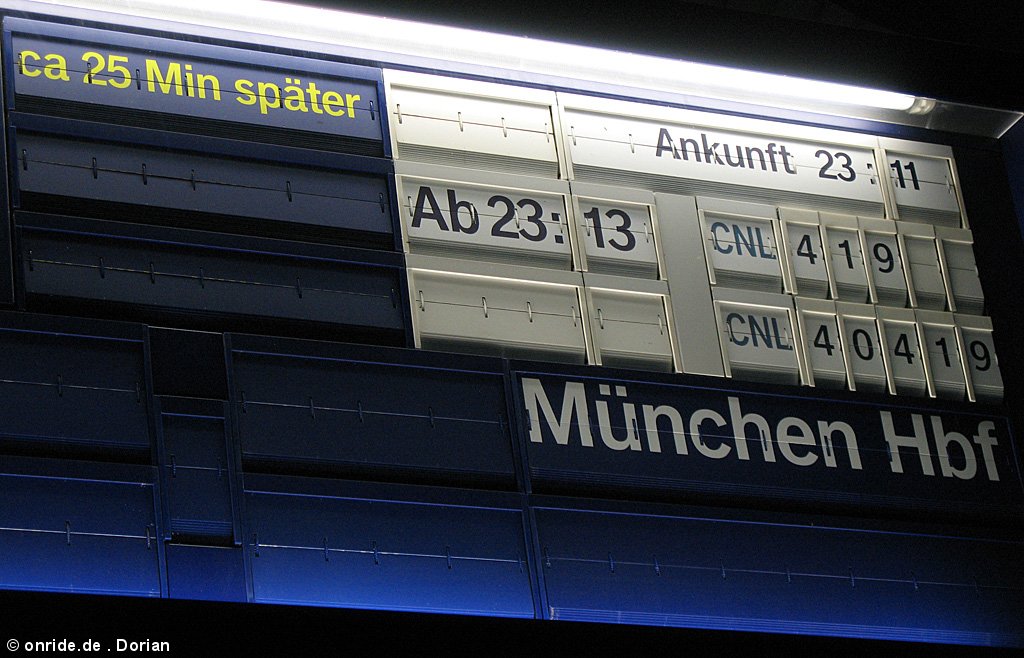 ca 25 Min später
Ankunft 23:11
Ab 23:13 CNL 419
CNL 40419
München Hbf
© onride.de . Dorian